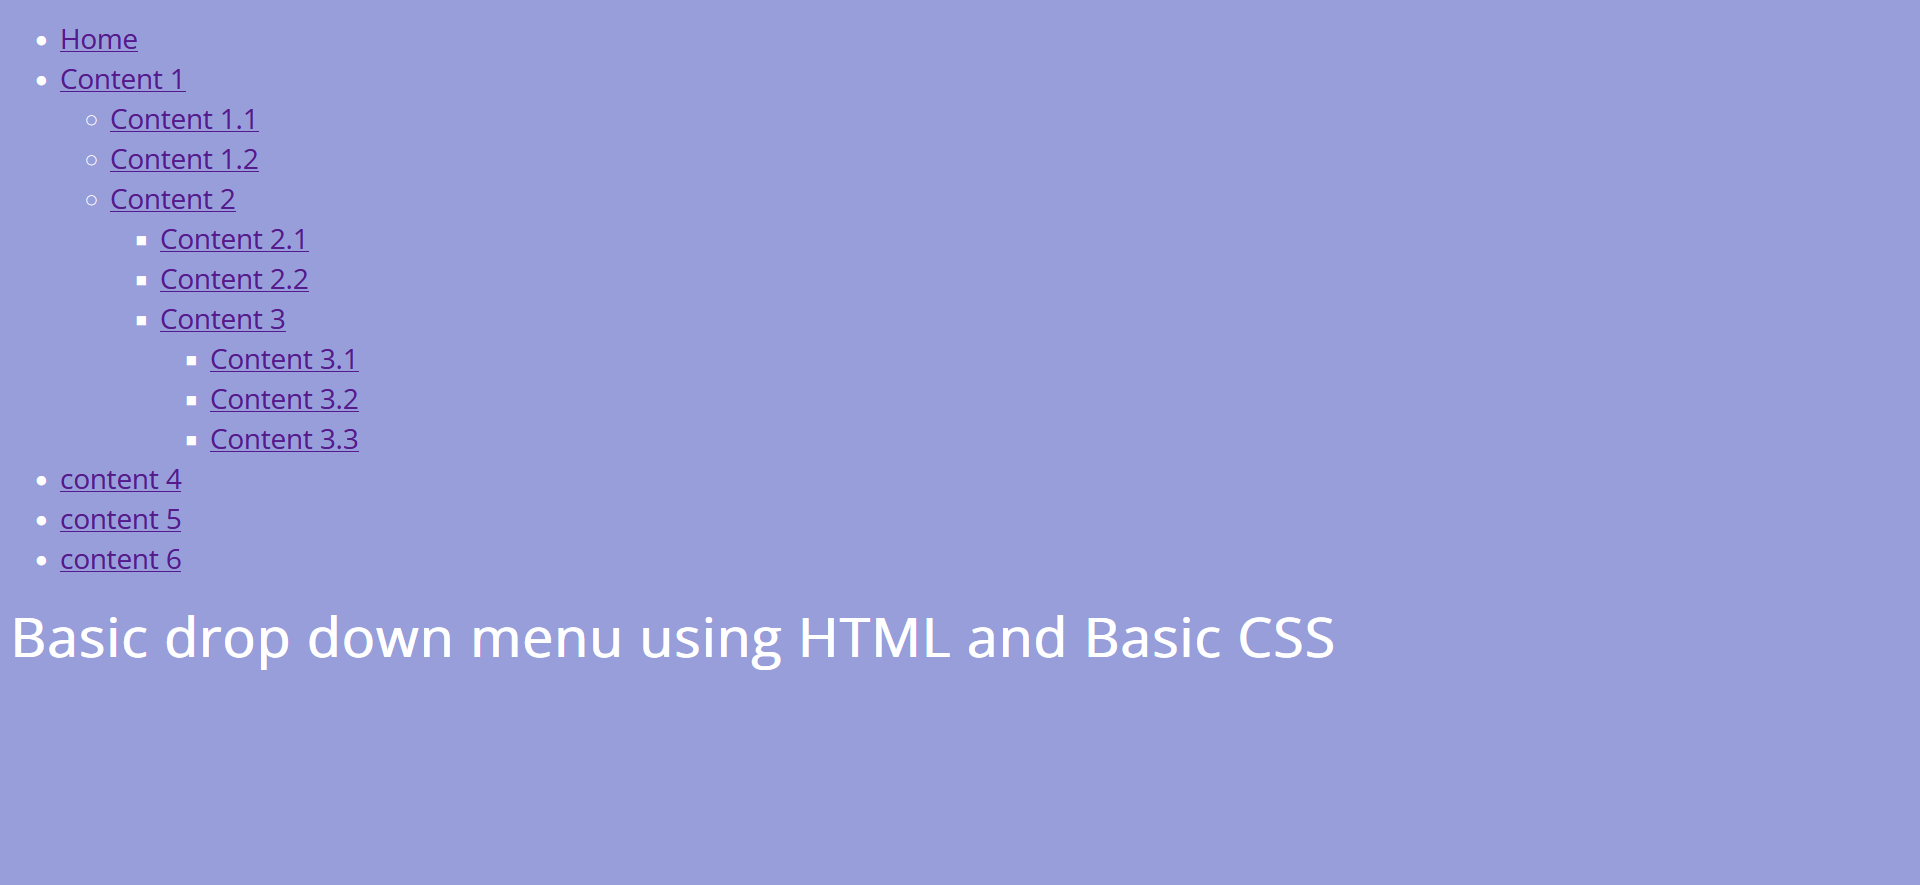 Home
Content 1
Content 1.1
Content 1.2
Content 2
Content 2.1
Content 2.2
Content 3
Content 3.1
Content 3.2
Content 3.3
content 4
content 5
content 6
Basic drop down menu using HTML and Basic CSS